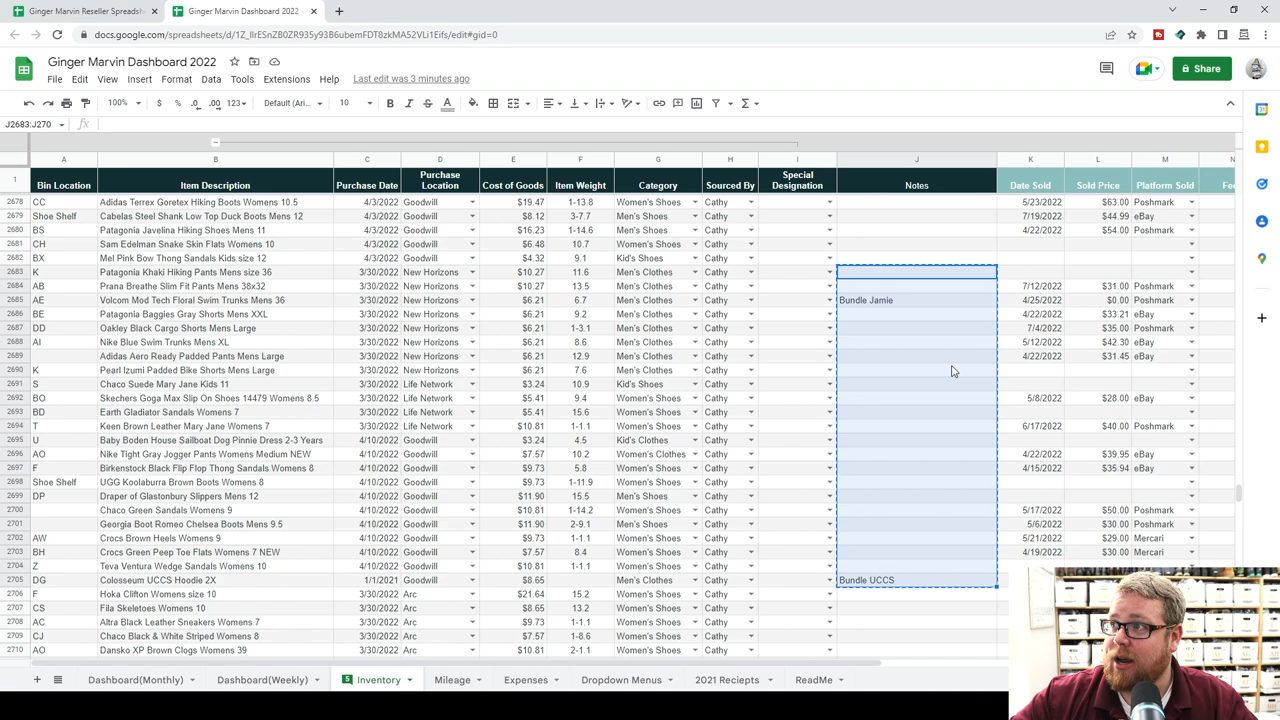 Ginger Marvin Reseller Spreadsh
Ginger Marvin Dashboard 2022 -
docs.google.com/spreadsheets/d/1Z_IlrESnZB0ZR935y93B6ubemFDT8zkMA52VLi1Eifs/edit#gid=0
Ginger Marvin Dashboard 2022
File Edit View Insert Format Data Tools Extensions Help Last edit was 3 minutes ago
Share
100% $ % .0 .00 123 Default (Ari... 10 B I S A
J2683:J270 fx
A B C D E F G H I J K L M N
1 Bin Location Item Description Purchase Date Purchase Location Cost of Goods Item Weight Category Sourced By Special Designation Notes Date Sold Sold Price Platform Sold Fe
2678 CC Adidas Terrex Goretex Hiking Boots Womens 10.5 4/3/2022 Goodwill $19.47 1-13.8 Women's Shoes Cathy 5/23/2022 $63.00 Poshmark
2679 Shoe Shelf Cabelas Steel Shank Low Top Duck Boots Mens 12 4/3/2022 Goodwill $8.12 3-7.7 Men's Shoes Cathy 7/19/2022 $44.99 eBay
2680 BS Patagonia Javelina Hiking Shoes Mens 11 4/3/2022 Goodwill $16.23 1-14.6 Men's Shoes Cathy 4/22/2022 $54.00 Poshmark
2681 CH Sam Edelman Snake Skin Flats Womens 10 4/3/2022 Goodwill $6.48 10.7 Women's Shoes Cathy
2682 BX Mel Pink Bow Thong Sandals Kids size 12 4/3/2022 Goodwill $4.32 9.1 Kid's Shoes Cathy
2683 K Patagonia Khaki Hiking Pants Mens size 36 3/30/2022 New Horizons $10.27 11.6 Men's Clothes Cathy
2684 AB Prana Breathe Slim Fit Pants Mens 38x32 3/30/2022 New Horizons $10.27 13.5 Men's Clothes Cathy 7/12/2022 $31.00 Poshmark
2685 AE Volcom Mod Tech Floral Swim Trunks Mens 36 3/30/2022 New Horizons $6.21 6.7 Men's Clothes Cathy Bundle Jamie 4/25/2022 $0.00 Poshmark
2686 BE Patagonia Baggies Gray Shorts Mens XXL 3/30/2022 New Horizons $6.21 9.2 Men's Clothes Cathy 4/22/2022 $33.21 eBay
2687 DD Oakley Black Cargo Shorts Mens Large 3/30/2022 New Horizons $6.21 1-3.1 Men's Clothes Cathy 7/4/2022 $35.00 Poshmark
2688 AI Nike Blue Swim Trunks Mens XL 3/30/2022 New Horizons $6.21 8.6 Men's Clothes Cathy 5/12/2022 $42.30 eBay
2689 Adidas Aero Ready Padded Pants Mens Large 3/30/2022 New Horizons $6.21 12.9 Men's Clothes Cathy 4/22/2022 $31.45 eBay
2690 K Pearl Izumi Padded Bike Shorts Mens Large 3/30/2022 New Horizons $6.21 7.6 Men's Clothes Cathy
2691 S Chaco Suede Mary Jane Kids 11 3/30/2022 Life Network $3.24 10.9 Kid's Shoes Cathy
2692 BO Skechers Goga Max Slip On Shoes 14479 Womens 8.5 3/30/2022 Life Network $5.41 9.4 Women's Shoes Cathy 5/8/2022 $28.00 eBay
2693 BD Earth Gladiator Sandals Womens 7 3/30/2022 Life Network $5.41 15.6 Women's Shoes Cathy
2694 T Keen Brown Leather Mary Jane Womens 7 3/30/2022 Life Network $10.81 1-1.1 Women's Shoes Cathy 6/17/2022 $40.00 Poshmark
2695 U Baby Boden House Sailboat Dog Pinnie Dress 2-3 Years 4/10/2022 Goodwill $3.24 4.5 Kid's Clothes Cathy
2696 AO Nike Tight Gray Jogger Pants Womens Medium NEW 4/10/2022 Goodwill $7.57 10.2 Women's Clothes Cathy 4/22/2022 $39.95 eBay
2697 F Birkenstock Black Flip Flop Thong Sandals Womens 8 4/10/2022 Goodwill $9.73 5.8 Women's Shoes Cathy 4/15/2022 $35.94 eBay
2698 Shoe Shelf UGG Koolaburra Brown Boots Womens 8 4/10/2022 Goodwill $9.73 1-11.9 Women's Shoes Cathy
2699 DP Draper of Glastonbury Slippers Mens 12 4/10/2022 Goodwill $11.90 15.5 Men's Shoes Cathy
2700 Chaco Green Sandals Womens 9 4/10/2022 Goodwill $10.81 1-14.2 Women's Shoes Cathy 5/17/2022 $50.00 Poshmark
2701 Georgia Boot Romeo Chelsea Boots Mens 9.5 4/10/2022 Goodwill $11.90 2-9.1 Men's Shoes Cathy 5/6/2022 $30.00 Poshmark
2702 AW Crocs Brown Heels Womens 9 4/10/2022 Goodwill $9.73 1-1.1 Women's Shoes Cathy 5/21/2022 $29.00 Mercari
2703 BH Crocs Green Peep Toe Flats Womens 7 NEW 4/10/2022 Goodwill $7.57 8.4 Women's Shoes Cathy 4/19/2022 $30.00 Mercari
2704 Z Teva Ventura Wedge Sandals Womens 9 4/10/2022 Goodwill $10.81 1-1.1 Women's Shoes Cathy
2705 DG Colosseum UCCS Hoodie 2X 1/1/2021 Goodwill $8.65 Men's Clothes Cathy Bundle UCCS
2706 F Hoka Clifton Womens size 10 3/30/2022 Arc $21.64 15.2 Women's Shoes Cathy
2707 CS Fila Skeletoes Womens 10 3/30/2022 Arc $8.65 13.2 Women's Shoes Cathy
2708 AC Altra Black Leather Sneakers Womens 7 3/30/2022 Arc $9.73 1-1.1 Women's Shoes Cathy
2709 CJ Chaco Black & White Striped Womens 8 3/30/2022 Arc $7.57 1-8.6 Women's Shoes Cathy
2710 AO Dansko XP Brown Clogs Womens 39 3/30/2022 Arc $10.81 2-1.1 Women's Shoes Cathy
Dashboard(Monthly) Dashboard(Weekly) 5 Inventory Mileage Expenses Dropdown Menus 2021 Reciepts ReadMe